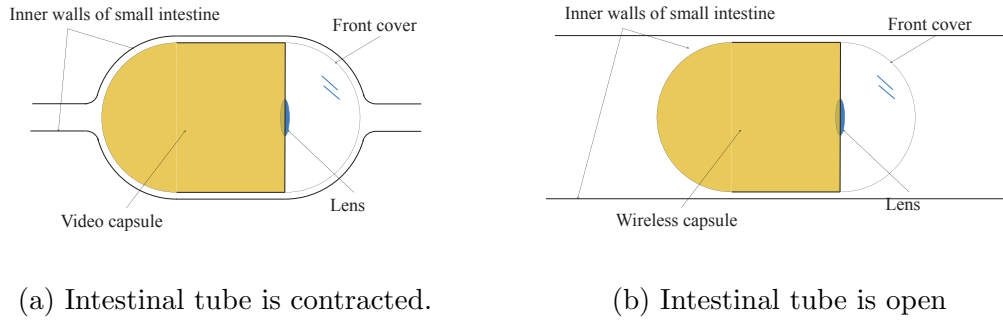 Inner walls of small intestine
Front cover
Video capsule
Lens
(a) Intestinal tube is contracted.
Inner walls of small intestine
Front cover
Wireless capsule
Lens
(b) Intestinal tube is open